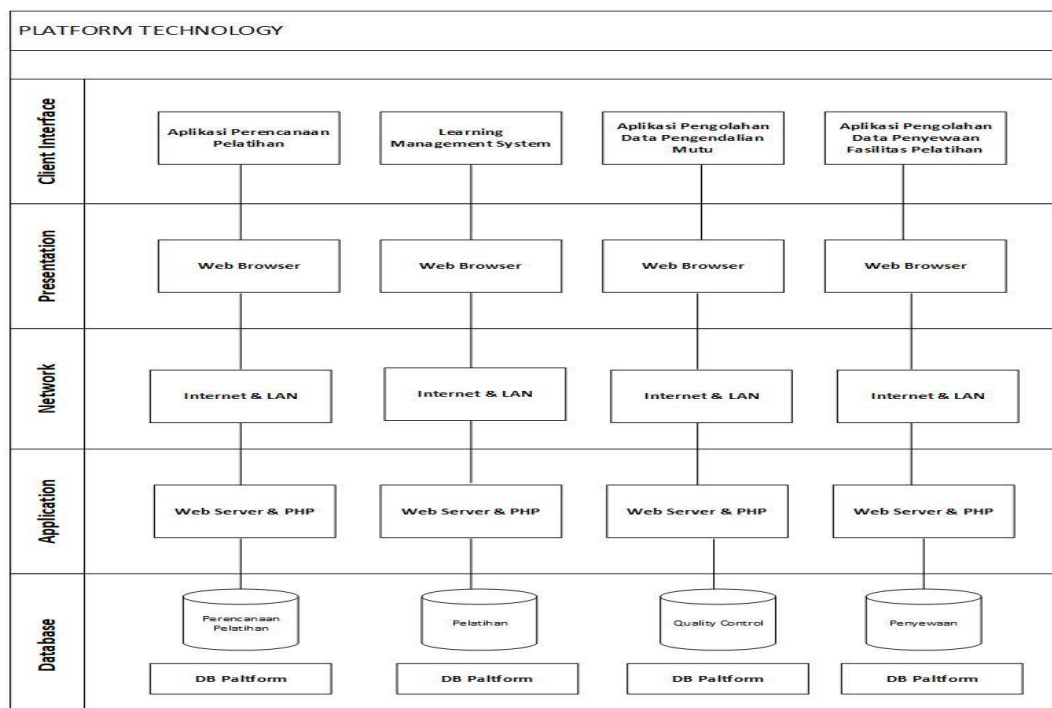 PLATFORM TECHNOLOGY
Client Interface
Aplikasi Perencanaan
Pelatihan
Learning
Management System
Aplikasi Pengolahan
Data Pengendalian
Mutu
Aplikasi Pengolahan
Data Penyewaan
Fasilitas Pelatihan
Presentation
Web Browser
Web Browser
Web Browser
Web Browser
Network
Internet & LAN
Internet & LAN
Internet & LAN
Internet & LAN
Application
Web Server & PHP
Web Server & PHP
Web Server & PHP
Web Server & PHP
Database
Perencanaan
Pelatihan
Pelatihan
Quality Control
Penyewaan
DB Paltform
DB Paltform
DB Paltform
DB Paltform